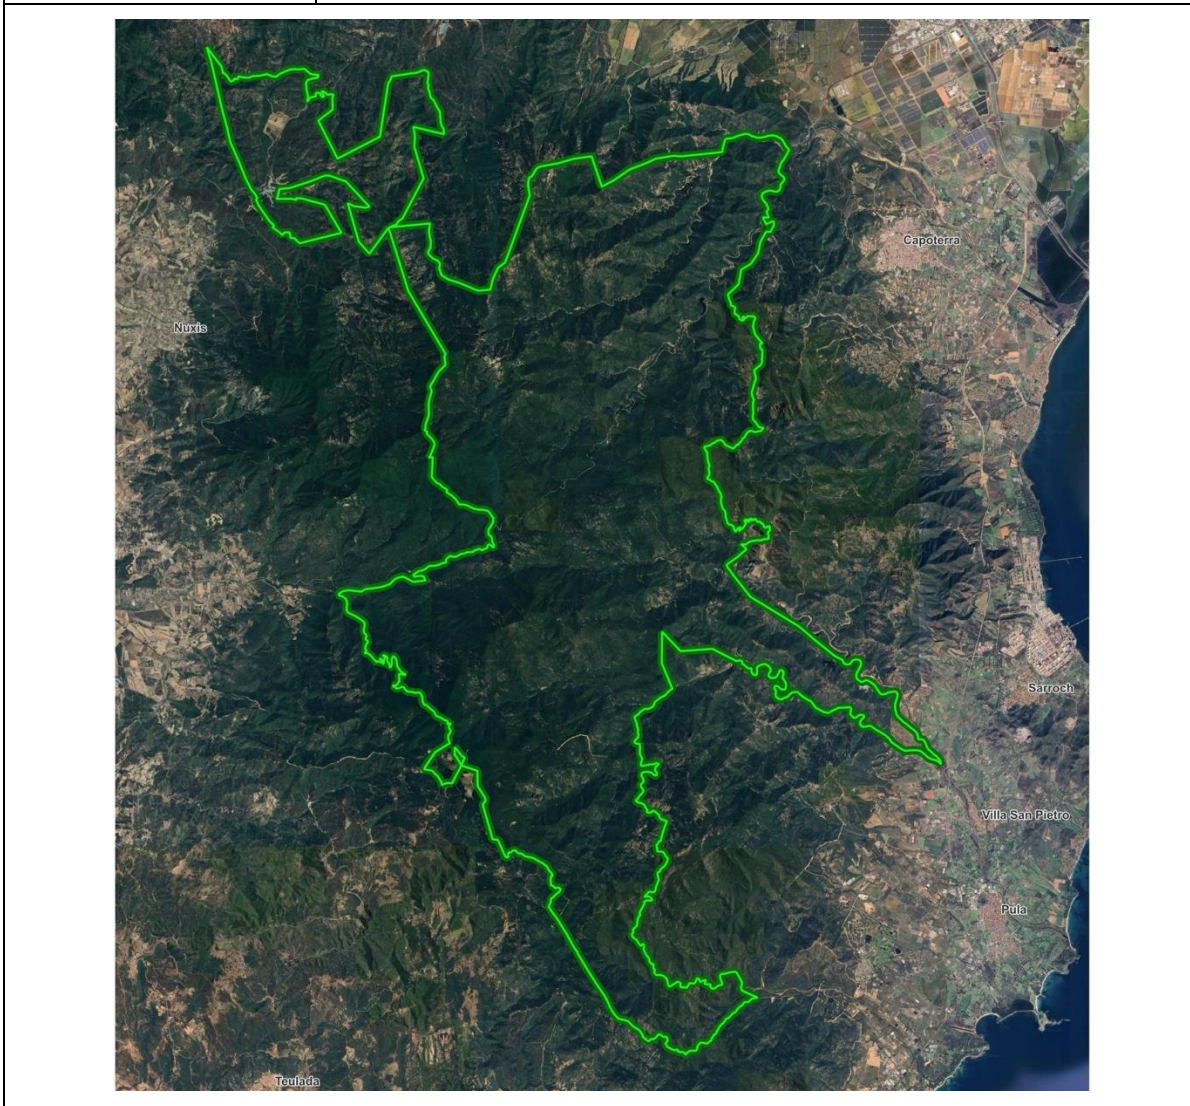 Capoterra
Nuxis
Sarroch
Villa San Pietro
Pula
Teulada